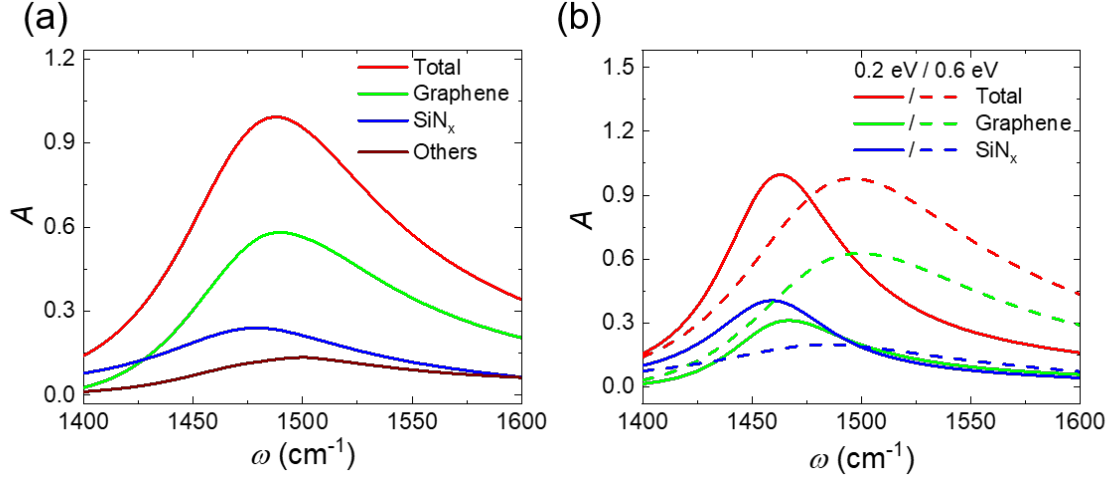 (a)
1.2
0.9
0.6
0.3
0.0
A
Total
Graphene
SiNx
Others
1400
1450
1500
1550
1600
ω (cm-1)
(b)
1.5
1.2
0.9
0.6
0.3
0.0
A
0.2 eV / 0.6 eV
/ Total
/ Graphene
/ SiNx
1400
1450
1500
1550
1600
ω (cm-1)